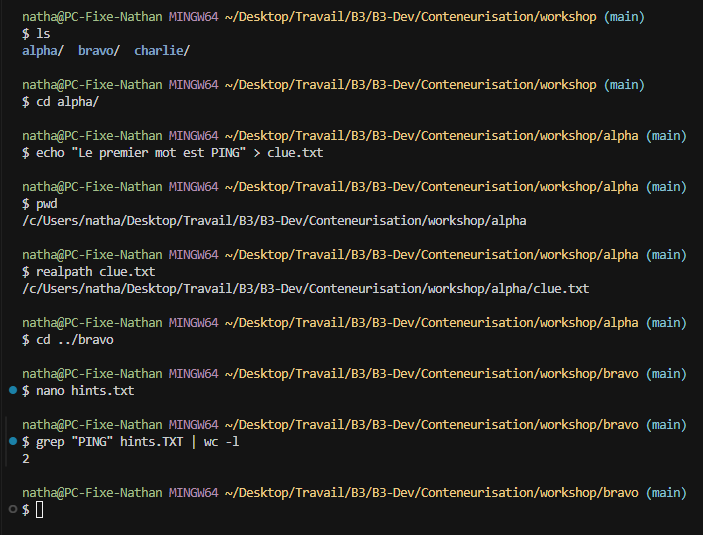 natha@PC-Fixe-Nathan MINGW64 ~/Desktop/Travail/B3/B3-Dev/Conteneurisation/workshop (main)
$ ls
alpha/  bravo/  charlie/
natha@PC-Fixe-Nathan MINGW64 ~/Desktop/Travail/B3/B3-Dev/Conteneurisation/workshop (main)
$ cd alpha/
natha@PC-Fixe-Nathan MINGW64 ~/Desktop/Travail/B3/B3-Dev/Conteneurisation/workshop/alpha (main)
$ echo "Le premier mot est PING" > clue.txt
natha@PC-Fixe-Nathan MINGW64 ~/Desktop/Travail/B3/B3-Dev/Conteneurisation/workshop/alpha (main)
$ pwd
/c/Users/natha/Desktop/Travail/B3/B3-Dev/Conteneurisation/workshop/alpha
natha@PC-Fixe-Nathan MINGW64 ~/Desktop/Travail/B3/B3-Dev/Conteneurisation/workshop/alpha (main)
$ realpath clue.txt
/c/Users/natha/Desktop/Travail/B3/B3-Dev/Conteneurisation/workshop/alpha/clue.txt
natha@PC-Fixe-Nathan MINGW64 ~/Desktop/Travail/B3/B3-Dev/Conteneurisation/workshop/alpha (main)
$ cd ../bravo
natha@PC-Fixe-Nathan MINGW64 ~/Desktop/Travail/B3/B3-Dev/Conteneurisation/workshop/bravo (main)
$ nano hints.txt
natha@PC-Fixe-Nathan MINGW64 ~/Desktop/Travail/B3/B3-Dev/Conteneurisation/workshop/bravo (main)
$ grep "PING" hints.TXT | wc -l
2
natha@PC-Fixe-Nathan MINGW64 ~/Desktop/Travail/B3/B3-Dev/Conteneurisation/workshop/bravo (main)
$